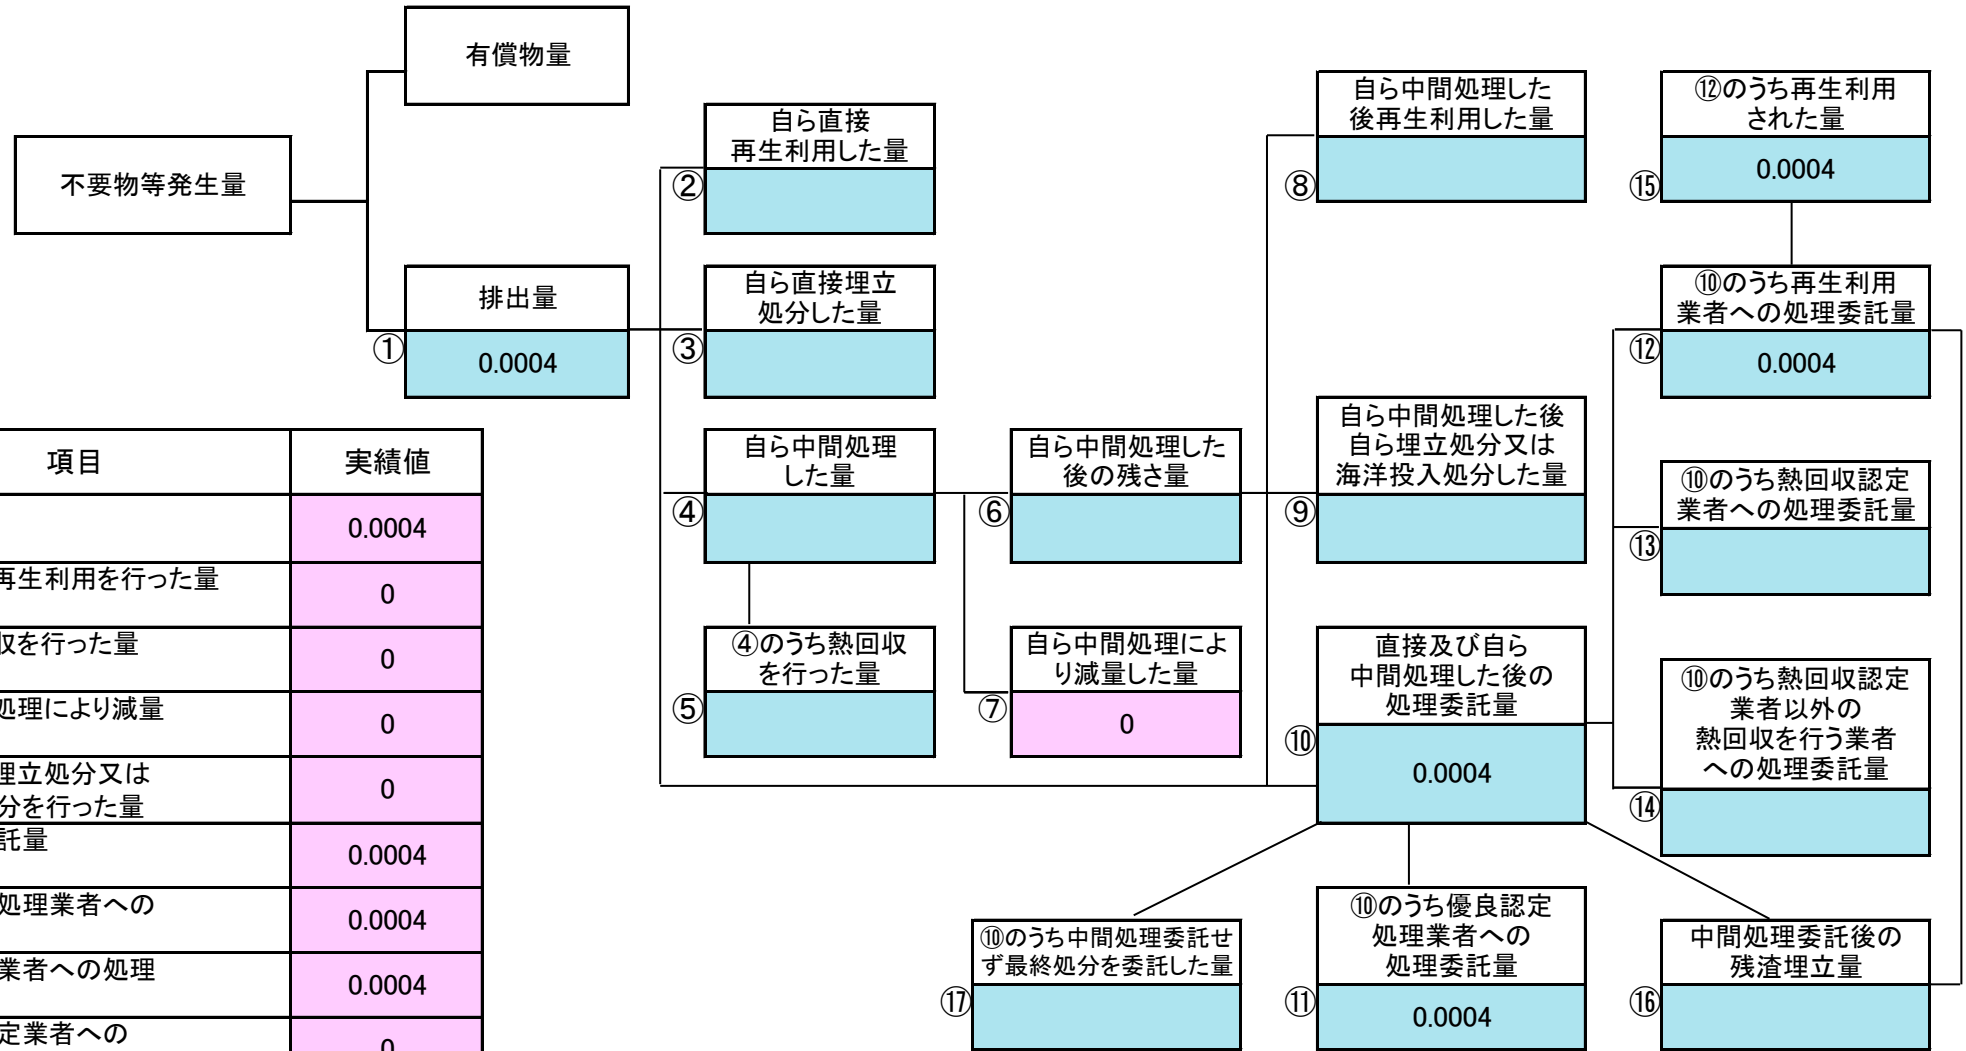 有償物量
不要物等発生量
排出量
①
0.0004
自ら直接
再生利用した量
②
自ら直接埋立
処分した量
③
自ら中間処理
した量
④
④のうち熱回収
を行った量
⑤
自ら中間処理した
後の残さ量
⑥
自ら中間処理によ
り減量した量
⑦
0
自ら中間処理した
後再生利用した量
⑧
自ら中間処理した後
自ら埋立処分又は
海洋投入処分した量
⑨
直接及び自ら
中間処理した後の
処理委託量
⑩
0.0004
⑫のうち再生利用
された量
⑮
0.0004
⑩のうち再生利用
業者への処理委託量
⑫
0.0004
⑩のうち熱回収認定
業者への処理委託量
⑬
⑩のうち熱回収認定
業者以外の
熱回収を行う業者
への処理委託量
⑭
⑩のうち中間処理委託せ
ず最終処分を委託した量
⑰
⑩のうち優良認定
処理業者への
処理委託量
⑪
0.0004
中間処理委託後の
残渣埋立量
⑯
項目 実績値
0.0004
再生利用を行った量
0
収を行った量
0
処理により減量
0
埋立処分又は
分を行った量
0
託量
0.0004
処理業者への
0.0004
業者への処理
0.0004
定業者への
0